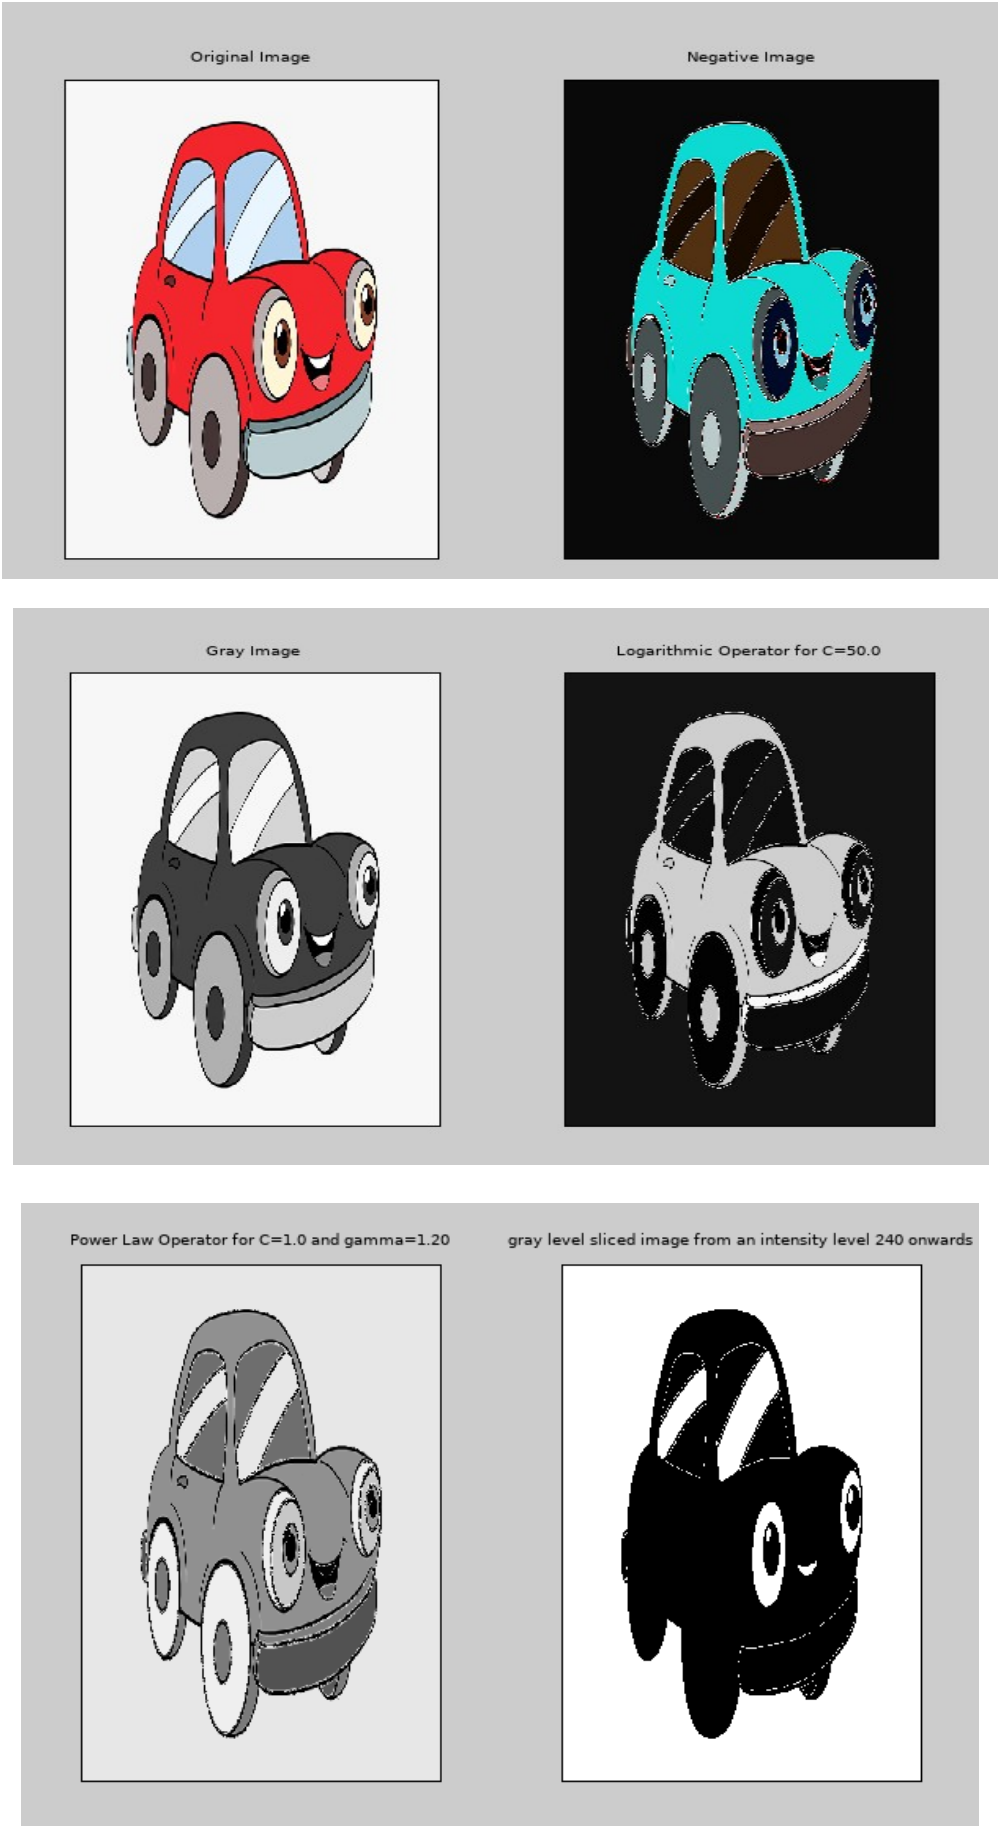 Original Image
Negative Image
Gray Image
Logarithmic Operator for C=50.0
Power Law Operator for C=1.0 and gamma=1.20
gray level sliced image from an intensity level 240 onwards